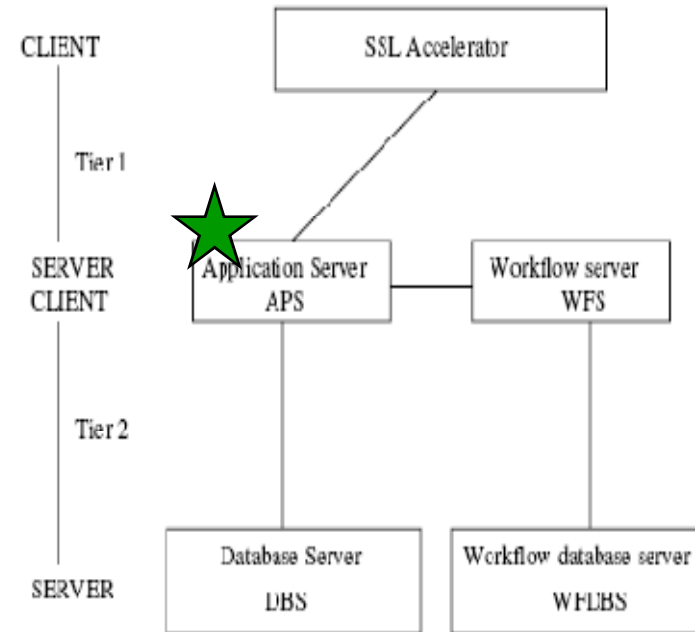 CLIENT
SSL Accelerator
Tier 1
SERVER
CLIENT
Application Server
APS
Workflow server
WFS
Tier 2
SERVER
Database Server
DBS
Workflow database server
WFDBS